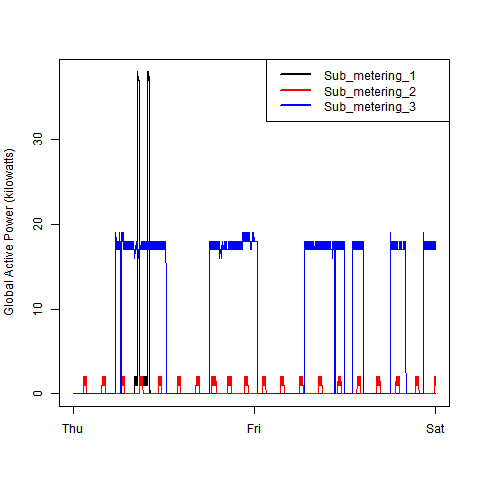 Sub_metering_1
Sub_metering_2
Sub_metering_3
Global Active Power (kilowatts)
30
20
10
0
Thu Fri Sat